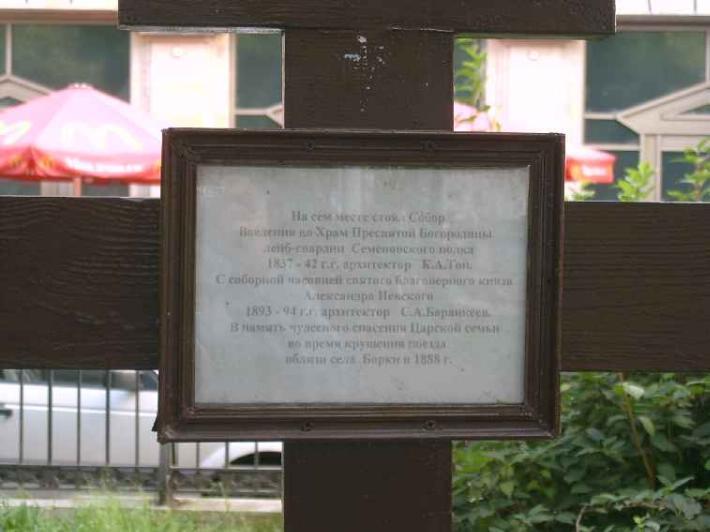 На сем месте стоял Собор
Введения во Храм Пресвятой Богородицы
лейб-гвардии Семеновского полка
1837 - 42 г.г. архитектор К.А.Тон.
С соборной часовней святого благоверного князя
Александра Невского
1893 - 94 г.г. архитектор С.А.Баранкеев.
В память чудесного спасения Царской семьи
во время крушения поезда
вблизи села Борки в 1888 г.